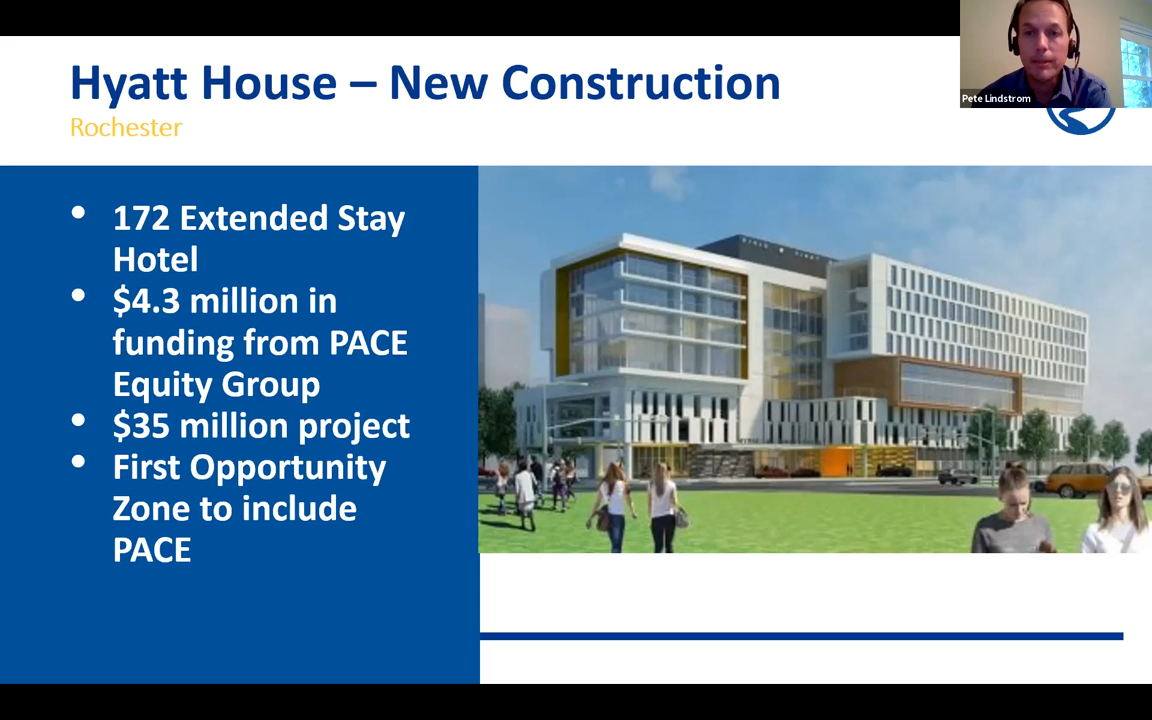 Hyatt House – New Construction
Rochester
Pete Lindstrom
• 172 Extended Stay
Hotel
• $4.3 million in
funding from PACE
Equity Group
• $35 million project
• First Opportunity
Zone to include
PACE